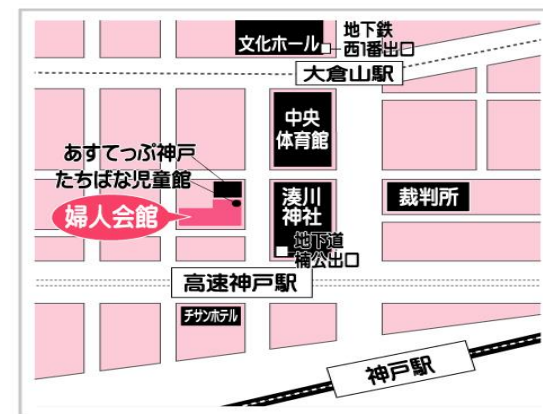 文化ホール
地下鉄
西1番出口
大倉山駅
中央
体育館
あすてっぷ神戸
たちばな児童館
婦人会館
湊川
神社
裁判所
地下道
楠公出口
高速神戸駅
チサンホテル
神戸駅